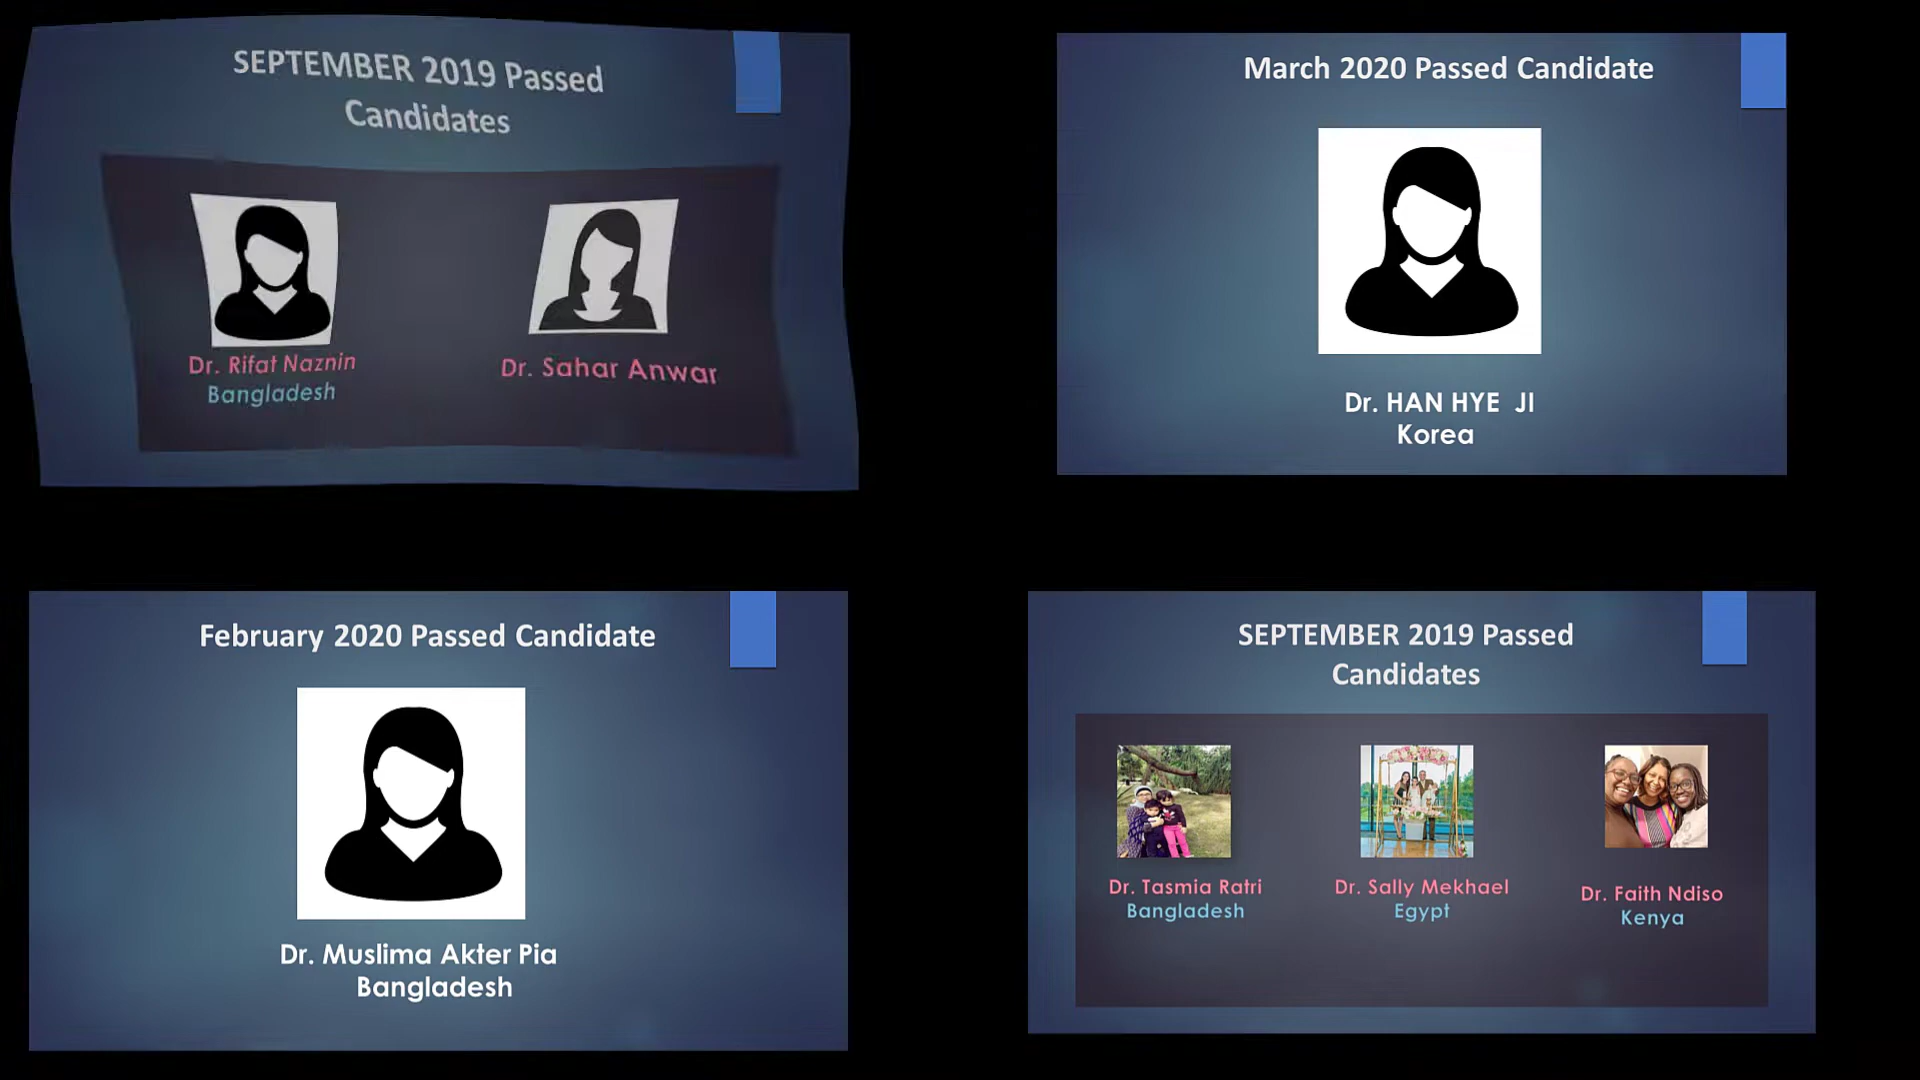 SEPTEMBER 2019 Passed
Candidates
Dr. Rifat Naznin
Bangladesh
Dr. Sahar Anwar
March 2020 Passed Candidate
Dr. HAN HYE JI
Korea
February 2020 Passed Candidate
Dr. Muslima Akter Pia
Bangladesh
SEPTEMBER 2019 Passed
Candidates
Dr. Tasmia Ratri
Bangladesh
Dr. Sally Mekhael
Egypt
Dr. Faith Ndiso
Kenya